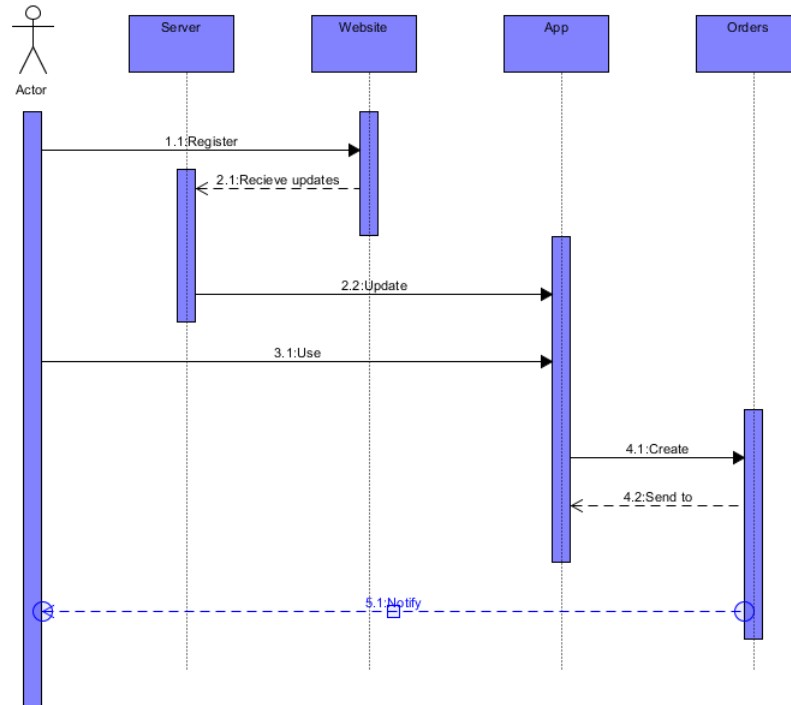 Server
Website
App
Orders
Actor
1.1:Register
2.1:Recieve updates
2.2:Update
3.1:Use
4.1:Create
4.2:Send to
5.1:Notify